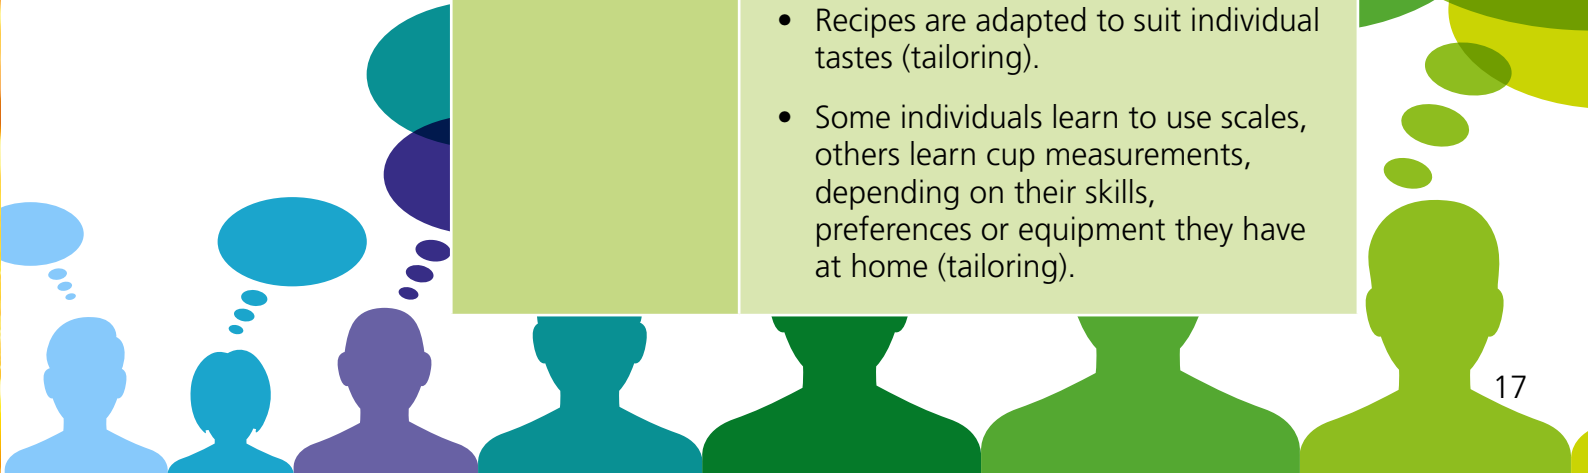 • Recipes are adapted to suit individual
tastes (tailoring).
• Some individuals learn to use scales,
others learn cup measurements,
depending on their skills,
preferences or equipment they have
at home (tailoring).
17